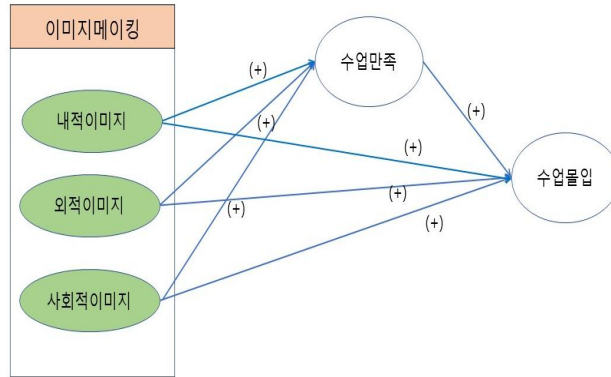 이미지메이킹
수업만족
(+)
(+)
(+)
내적이미지
(+)
수업몰입
(+)
외적이미지
(+)
(+)
사회적이미지